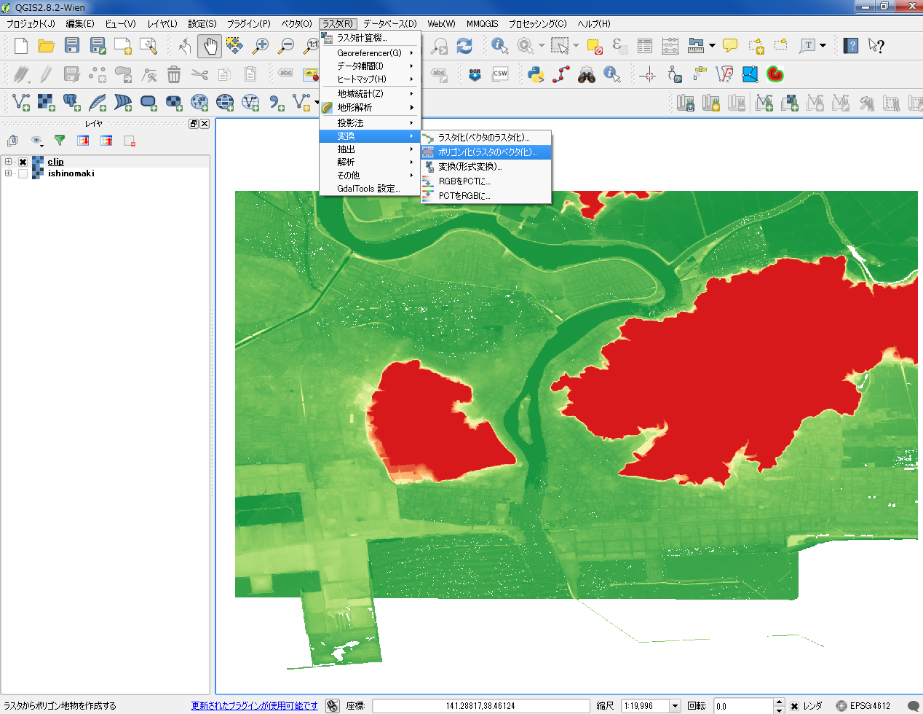 QGIS2.8.2-Wien
プロジェクト(J) 編集(E) ビュー(V) レイヤ(L) 設定(S) プラグイン(P) ベクタ(O) ラスタ(R) データベース(D) Web(W) MMQGIS プロセッシング(C) ヘルプ(H)
ラスタ計算機...
Georeferencer(G)
データ補間(I)
ヒートマップ(H)
地域統計(Z)
地形解析
投影法
変換
抽出
解析
その他
GdalTools 設定...
ラスタ化(ベクタのラスタ化)...
ポリゴン化(ラスタのベクタ化)...
変換(形式変換)...
RGBをPCTに...
PCTをRGBに...
CSW
レイヤ
clip
ishinomaki
ラスタからポリゴン地物を作成する 更新されたプラグインが使用可能です 座標: 141.28817,38.46124 縮尺 1:19,996 回転: 0.0 レンダ EPSG:4612